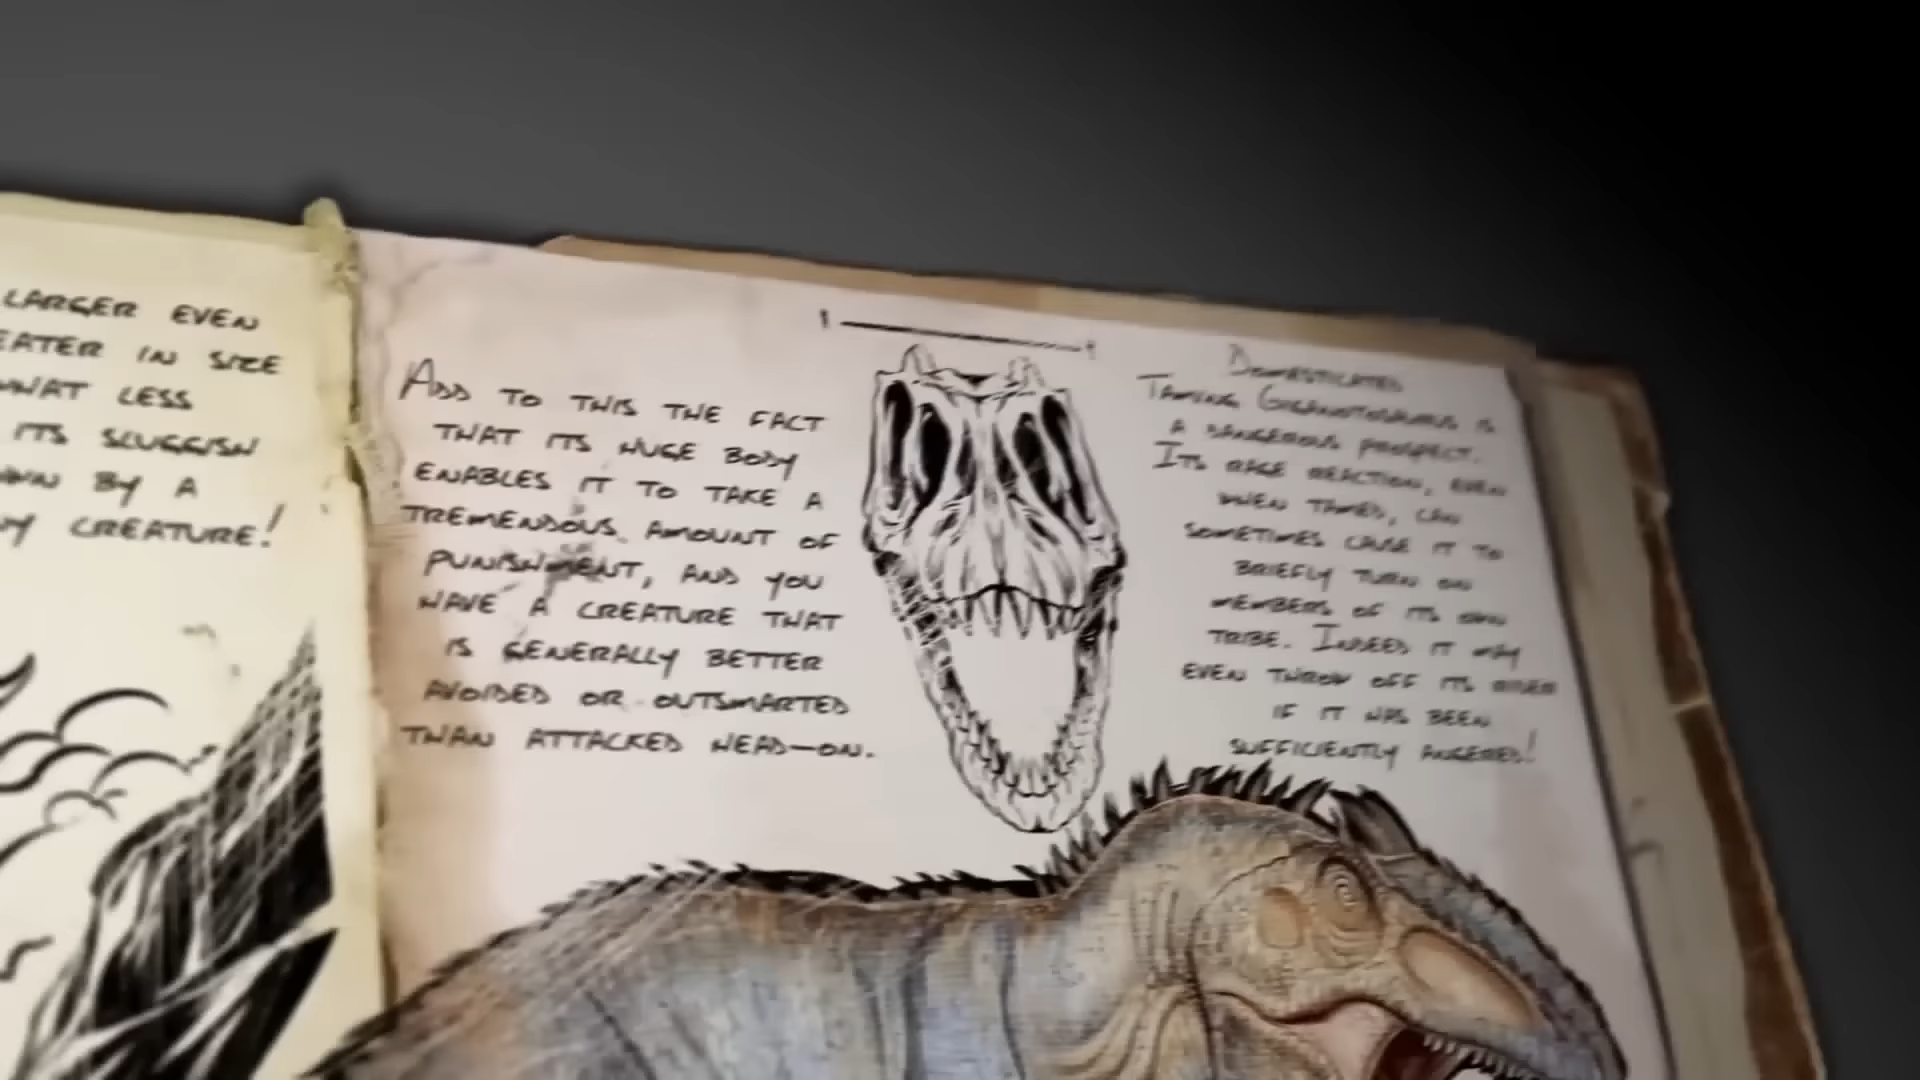 LARGER EVEN
EATER IN SIZE
WHAT LESS
ITS SLUGGISH
OWN BY A
NY CREATURE!
ADD TO THIS THE FACT
THAT ITS HUGE BODY
ENABLES IT TO TAKE A
TREMENDOUS AMOUNT OF
PUNISHMENT, AND YOU
HAVE A CREATURE THAT
IS GENERALLY BETTER
AVOIDED OR OUTSMARTED
THAN ATTACKED HEAD-ON.
DOMESTICATED
TAMING GIGANOTOSAURUS IS
A DANGEROUS PROSPECT.
ITS RAGE REACTION, EVEN
WHEN TAMED, CAN
SOMETIMES CAUSE IT TO
BRIEFLY TURN ON
MEMBERS OF ITS OWN
TRIBE. INDEED IT MAY
EVEN THROW OFF ITS RIDER
IF IT HAS BEEN
SUFFICIENTLY ANGERED!